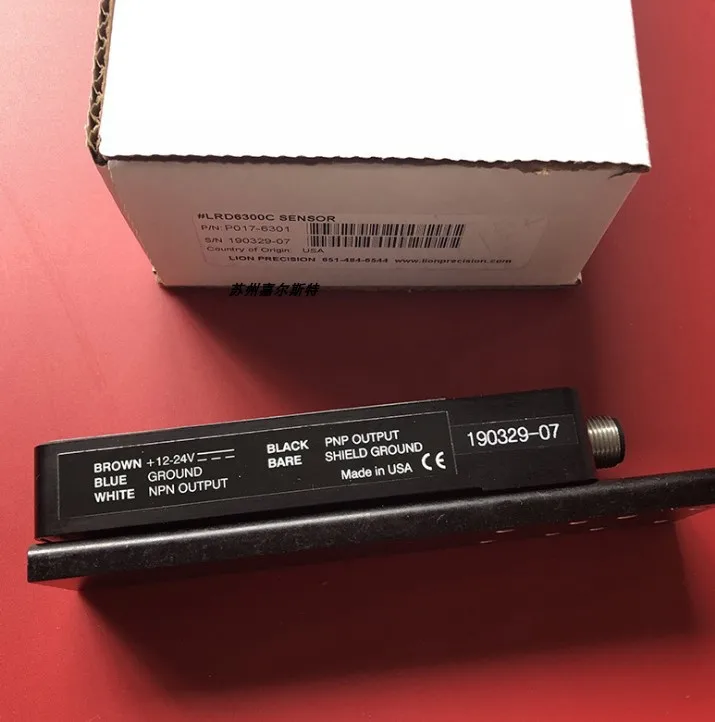 #LRD6300C SENSOR
P/N: P017-6301
S/N 190329-07
Country of Origin: USA
LION PRECISION 651-484-6544 www.lionprecision.com
苏州富尔斯特
BROWN +12-24V
BLUE GROUND
WHITE NPN OUTPUT
BLACK PNP OUTPUT
BARE SHIELD GROUND
Made in USA CE
190329-07